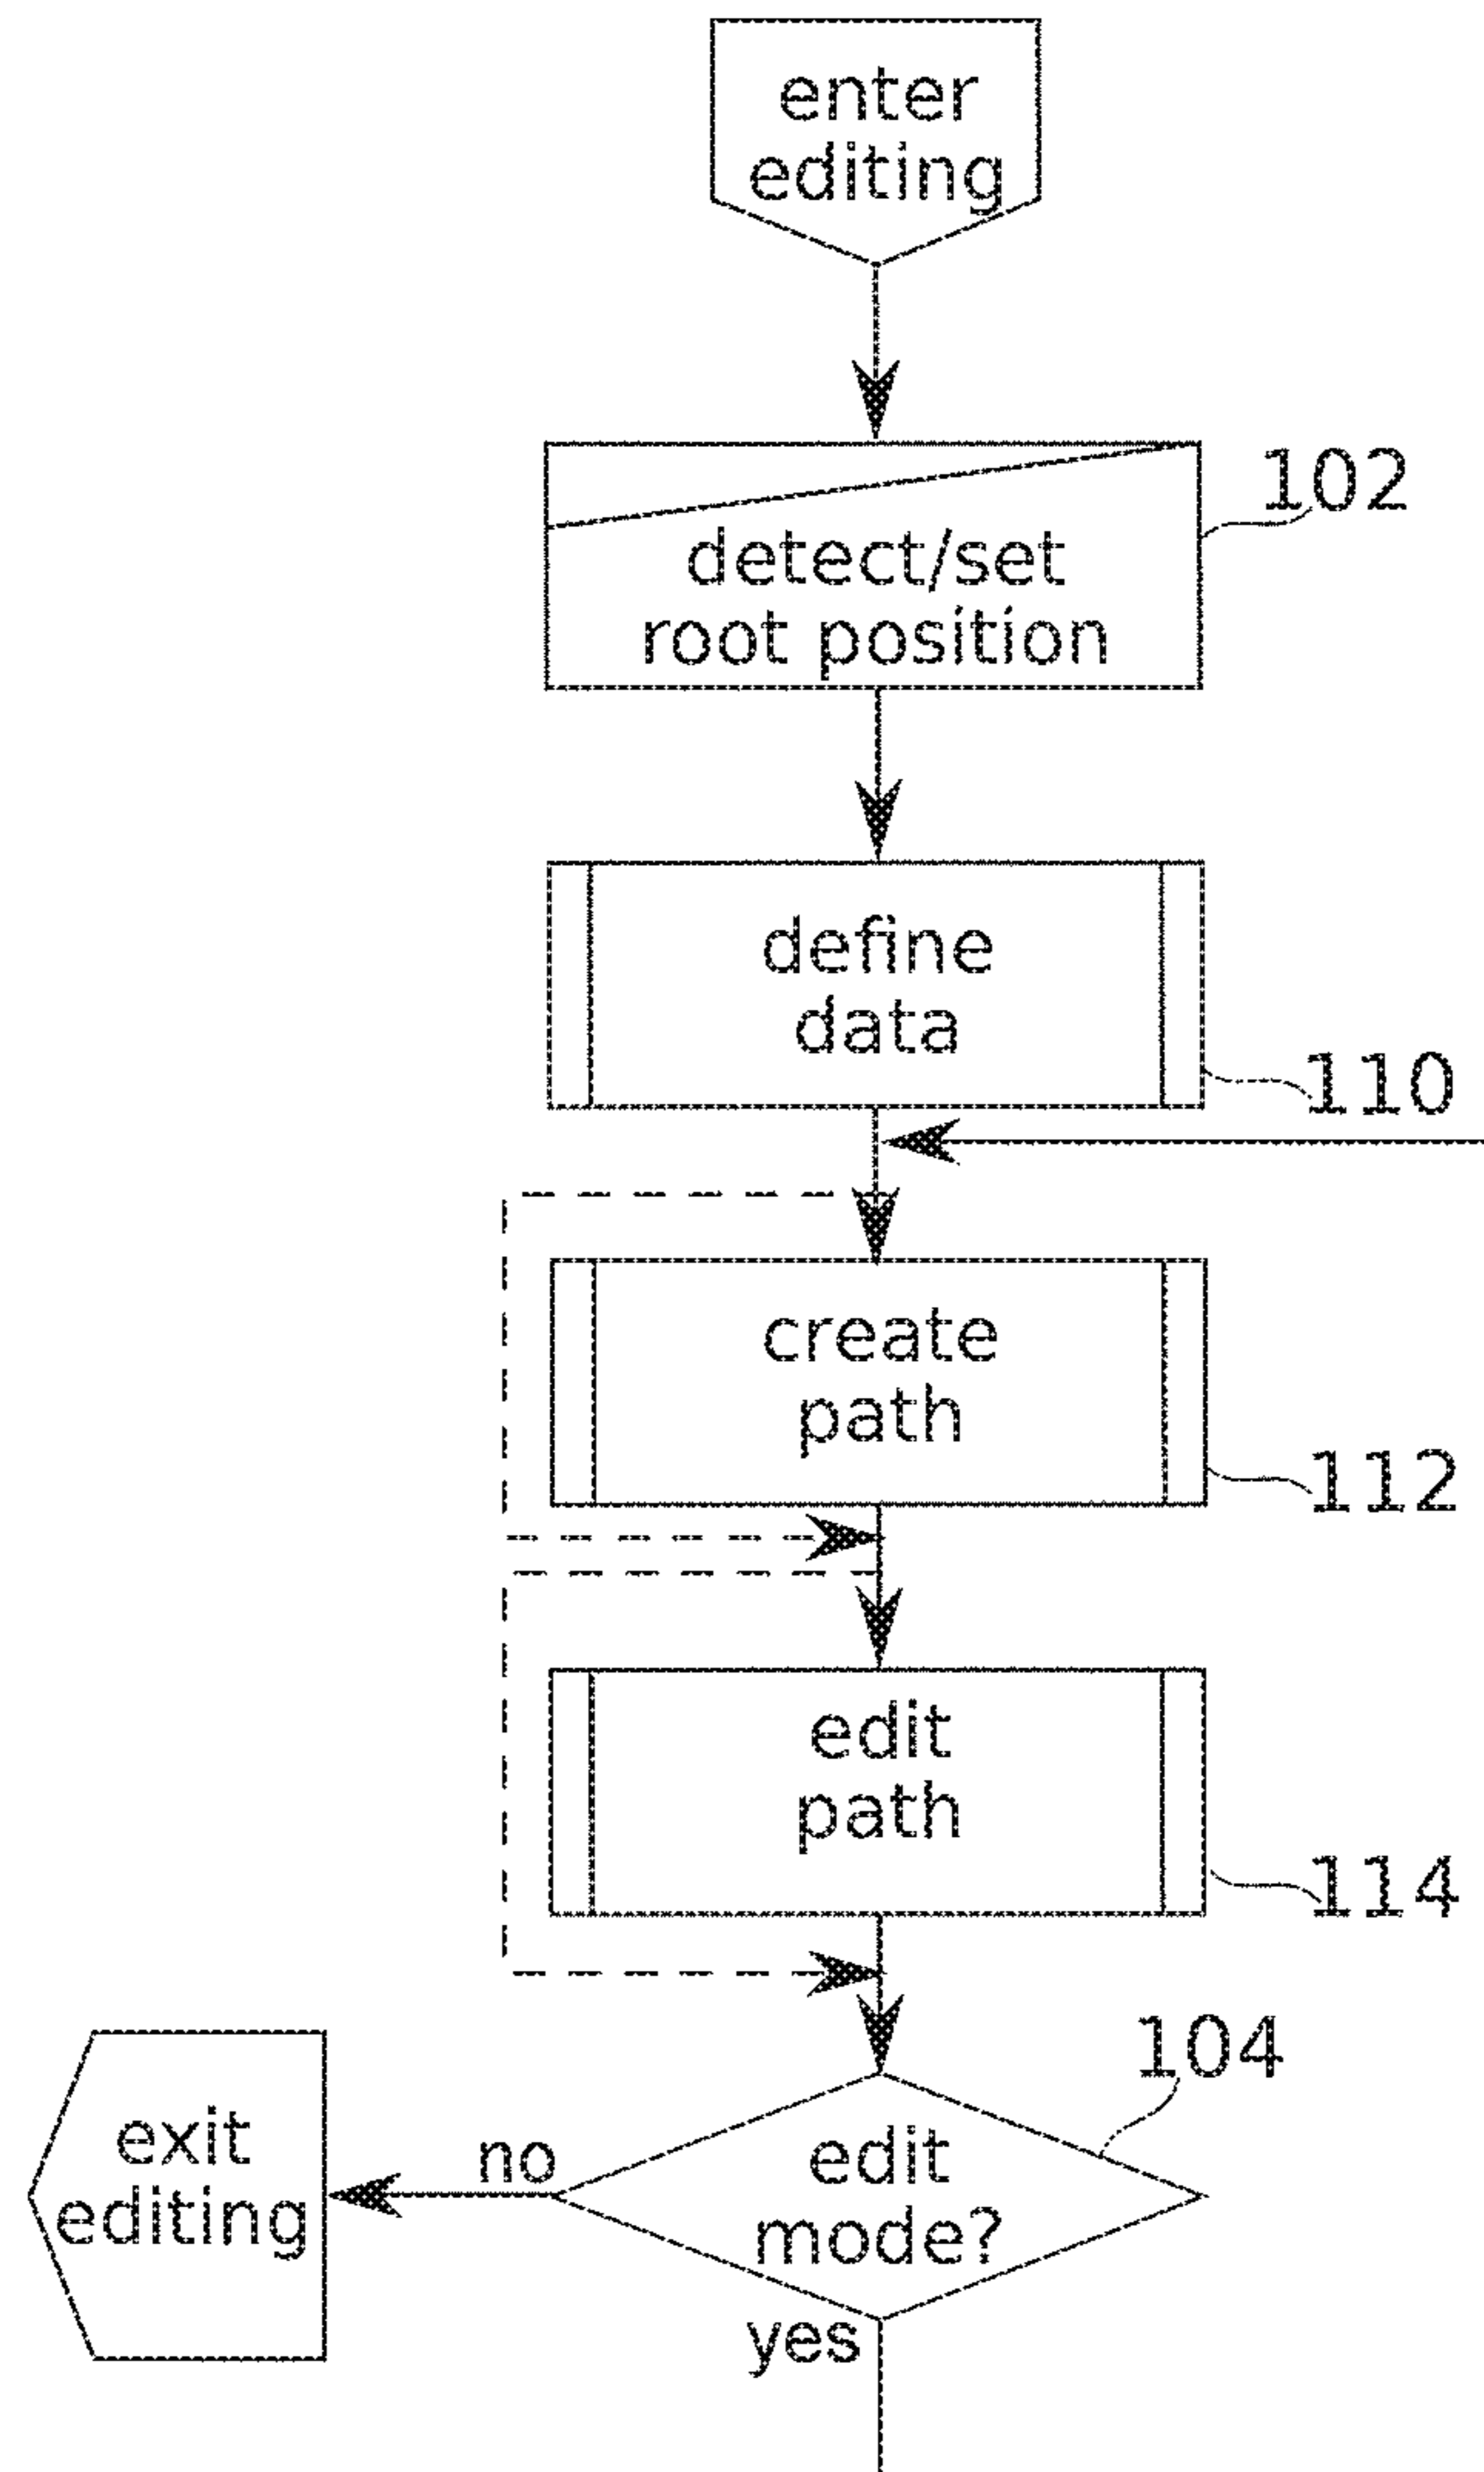 enter
editing
102
detect/set
root position
define
data
110
create
path
112
edit
path
114
104
exit
editing
no
edit
mode?
yes